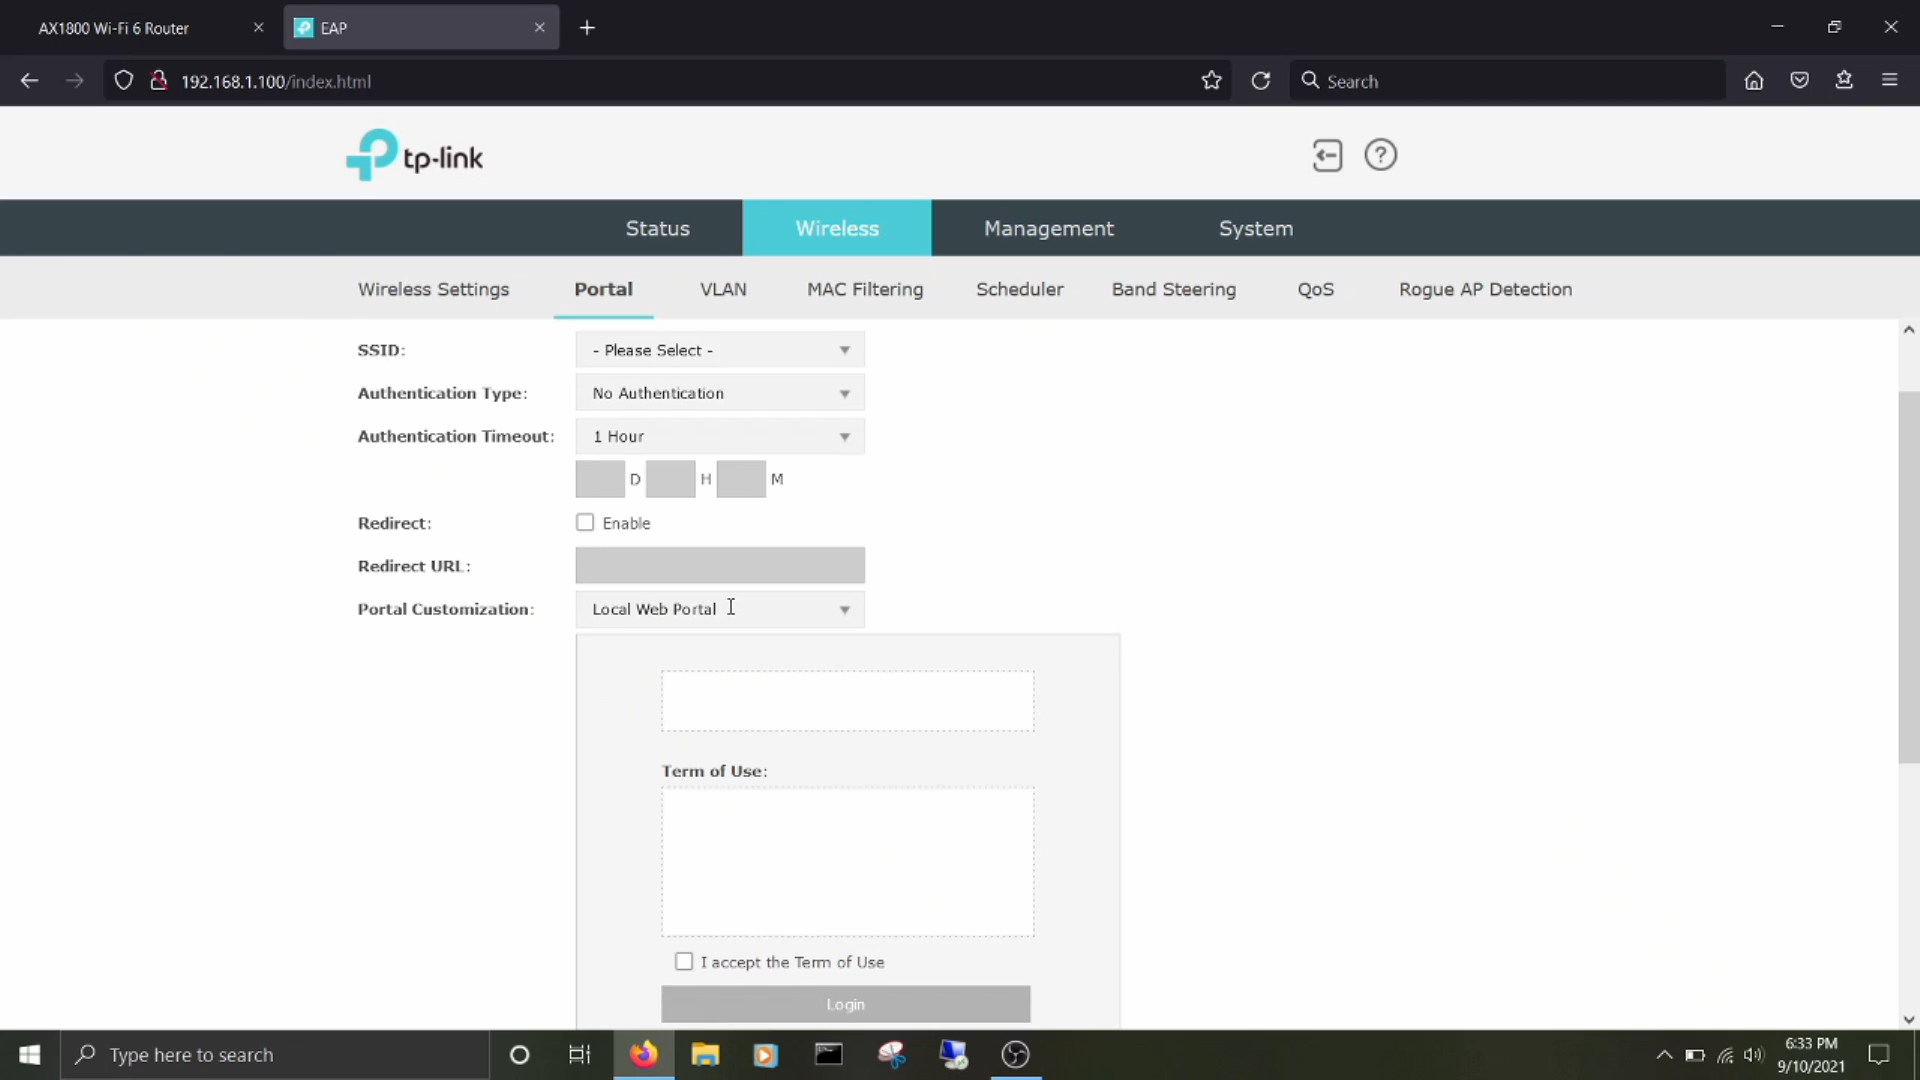 AX1800 Wi-Fi 6 Router
EAP
192.168.1.100/index.html
Search
tp-link
Status Wireless Management System
Wireless Settings Portal VLAN MAC Filtering Scheduler Band Steering QoS Rogue AP Detection
SSID: - Please Select -
Authentication Type: No Authentication
Authentication Timeout: 1 Hour
D H M
Redirect: Enable
Redirect URL:
Portal Customization: Local Web Portal
Term of Use:
I accept the Term of Use
Login
Type here to search
6:33 PM
9/10/2021